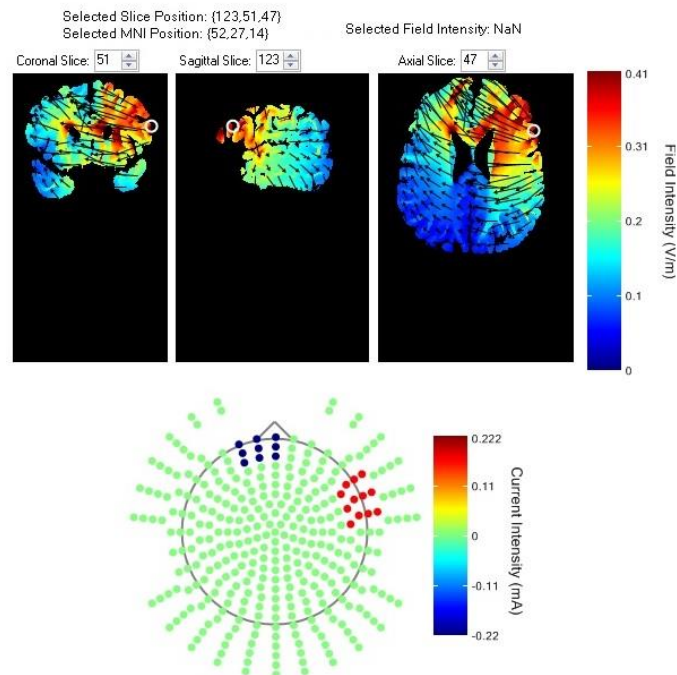 Selected Slice Position: {123,51,47}
Selected MNI Position: {52,27,14}
Selected Field Intensity: NaN
Coronal Slice: 51
Sagittal Slice: 123
Axial Slice: 47
0.41
0.31
0.2
0.1
0
Field Intensity (V/m)
0.222
0.11
0
-0.11
-0.22
Current Intensity (mA)